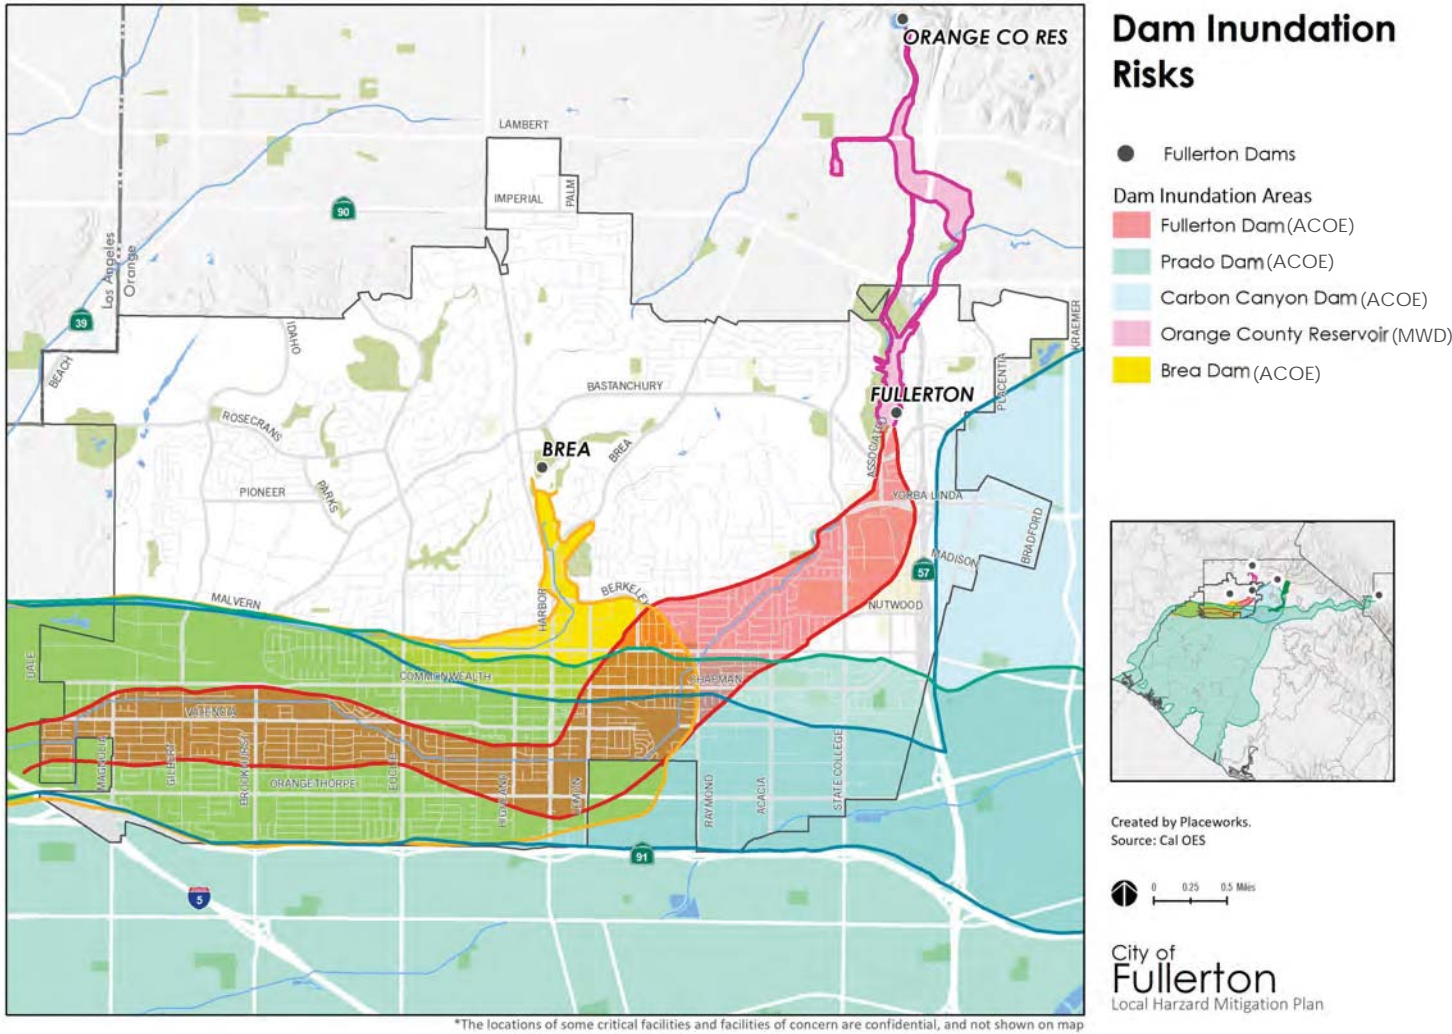 ORANGE CO RES
LAMBERT
IMPERIAL
PALM
90
Los Angeles
Orange
39
BEACH
IDAHO
KRAEMER
PLACENTIA
BASTANCHURY
FULLERTON
ROSECRANS
ASSOCIATED
BREA
BREA
PIONEER
PARKS
YORBA LINDA
BRADFORD
MADISON
57
MALVERN
HARBOR
BERKELEY
NUTWOOD
DALE
COMMONWEALTH
CHAPMAN
VALENCIA
MAGNOLIA
GILBERT
BROOKHURST
EUCLID
ORANGETHORPE
HIGHLAND
LEMON
RAYMOND
ACACIA
STATE COLLEGE
91
5
Dam Inundation
Risks
Fullerton Dams
Dam Inundation Areas
Fullerton Dam (ACOE)
Prado Dam (ACOE)
Carbon Canyon Dam (ACOE)
Orange County Reservoir (MWD)
Brea Dam (ACOE)
Created by Placeworks.
Source: Cal OES
0 0.25 0.5 Miles
City of
Fullerton
Local Harzard Mitigation Plan
*The locations of some critical facilities and facilities of concern are confidential, and not shown on map